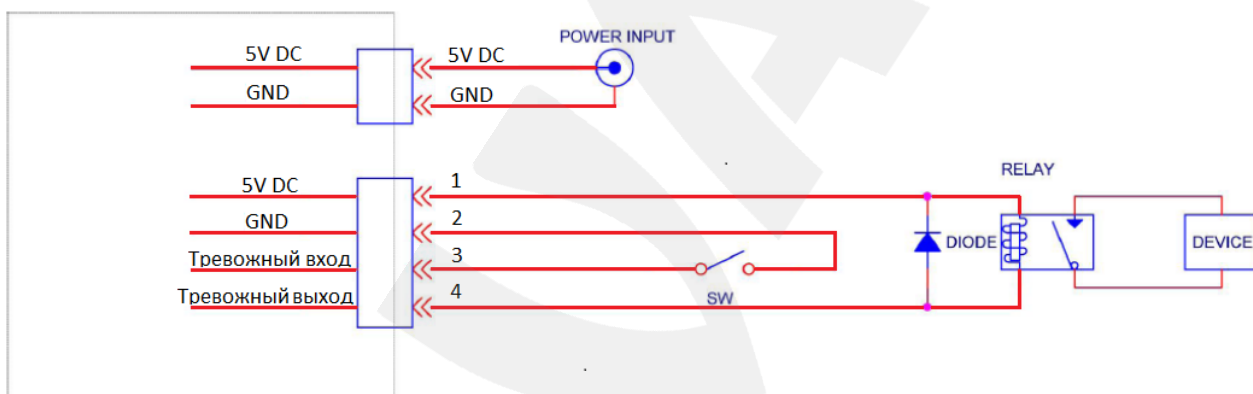 POWER INPUT
5V DC
5V DC
GND
GND
RELAY
5V DC
1
GND
2
DIODE
DEVICE
Тревожный вход
3
SW
Тревожный выход
4